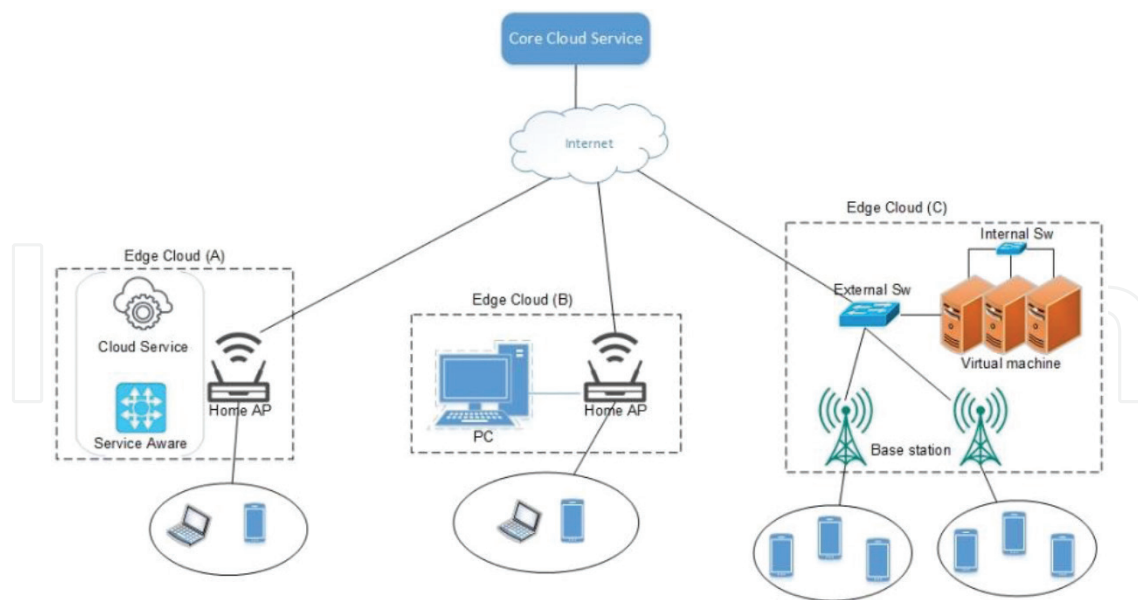 Core Cloud Service
Internet
Edge Cloud (A)
Cloud Service
Service Aware
Home AP
Edge Cloud (B)
PC
Home AP
Edge Cloud (C)
Internal Sw
External Sw
Virtual machine
Base station